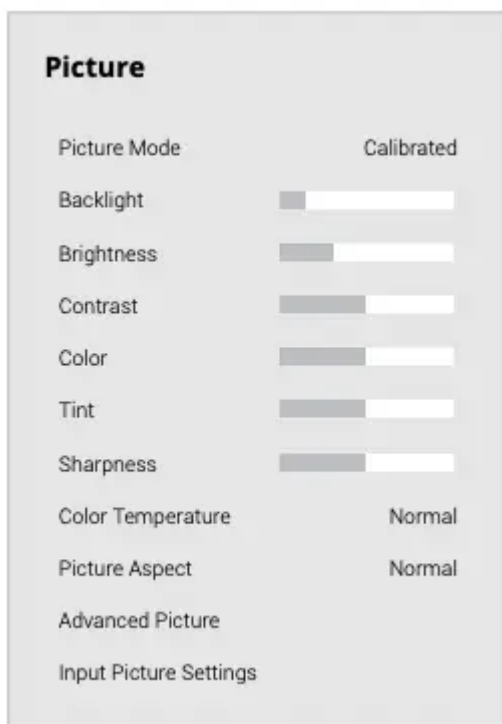 Picture
Picture Mode Calibrated
Backlight
Brightness
Contrast
Color
Tint
Sharpness
Color Temperature Normal
Picture Aspect Normal
Advanced Picture
Input Picture Settings